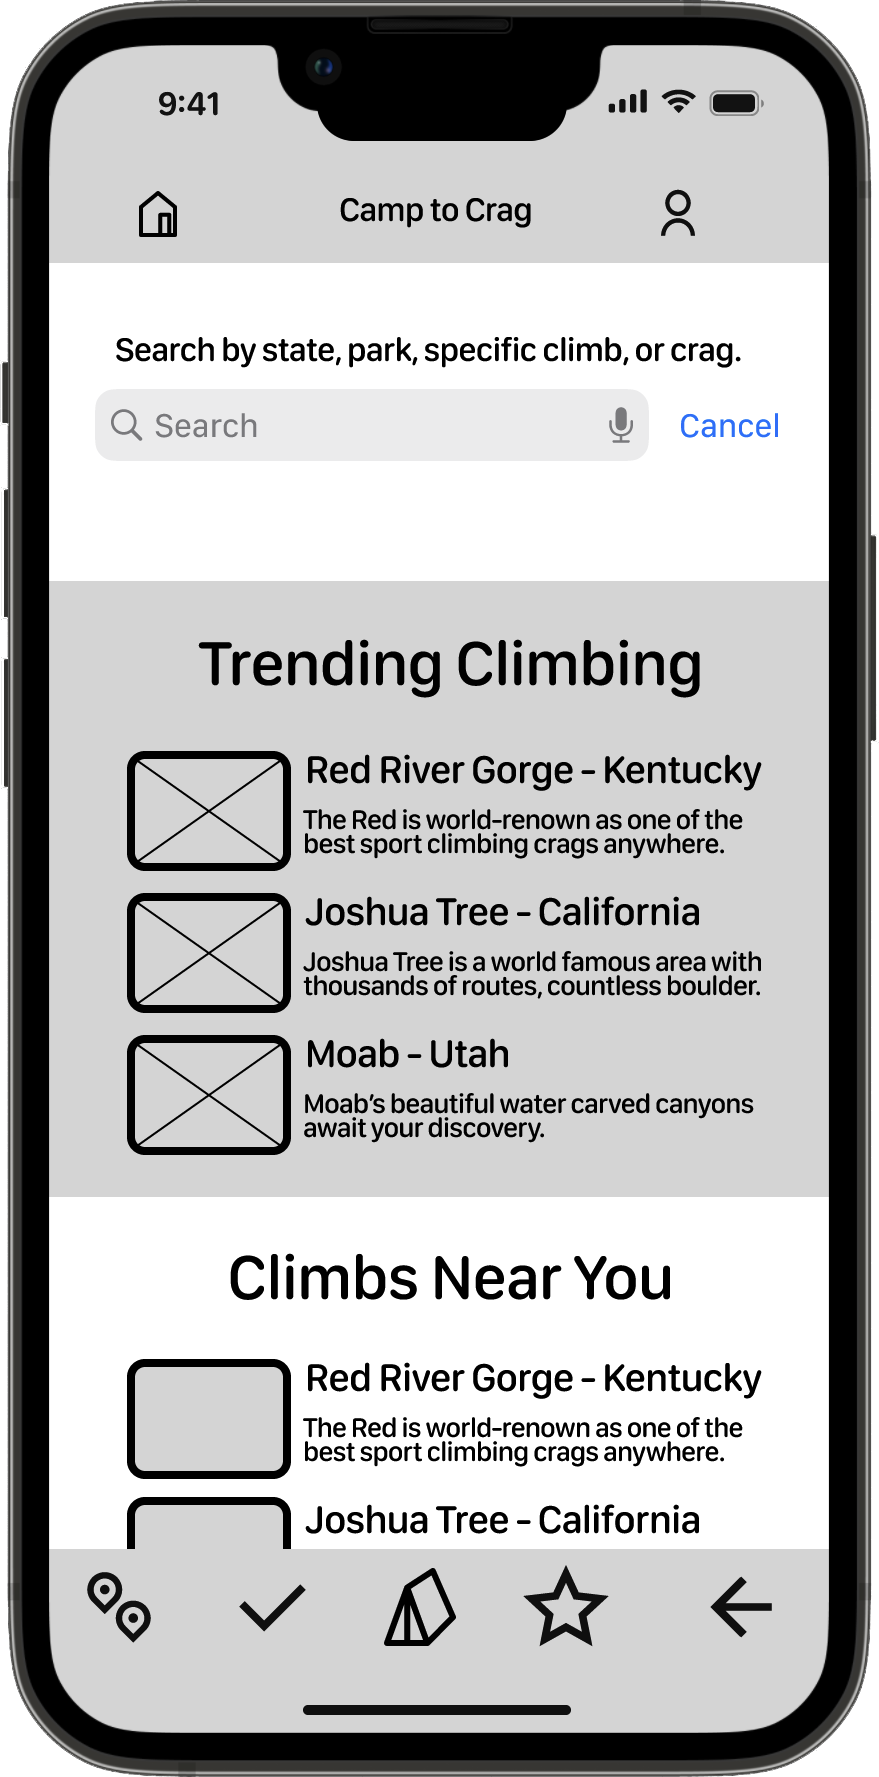 9:41
Camp to Crag
Search by state, park, specific climb, or crag.
Search
Cancel
Trending Climbing
Red River Gorge - Kentucky
The Red is world-renown as one of the
best sport climbing crags anywhere.
Joshua Tree - California
Joshua Tree is a world famous area with
thousands of routes, countless boulder.
Moab - Utah
Moab's beautiful water carved canyons
await your discovery.
Climbs Near You
Red River Gorge - Kentucky
The Red is world-renown as one of the
best sport climbing crags anywhere.
Joshua Tree - California